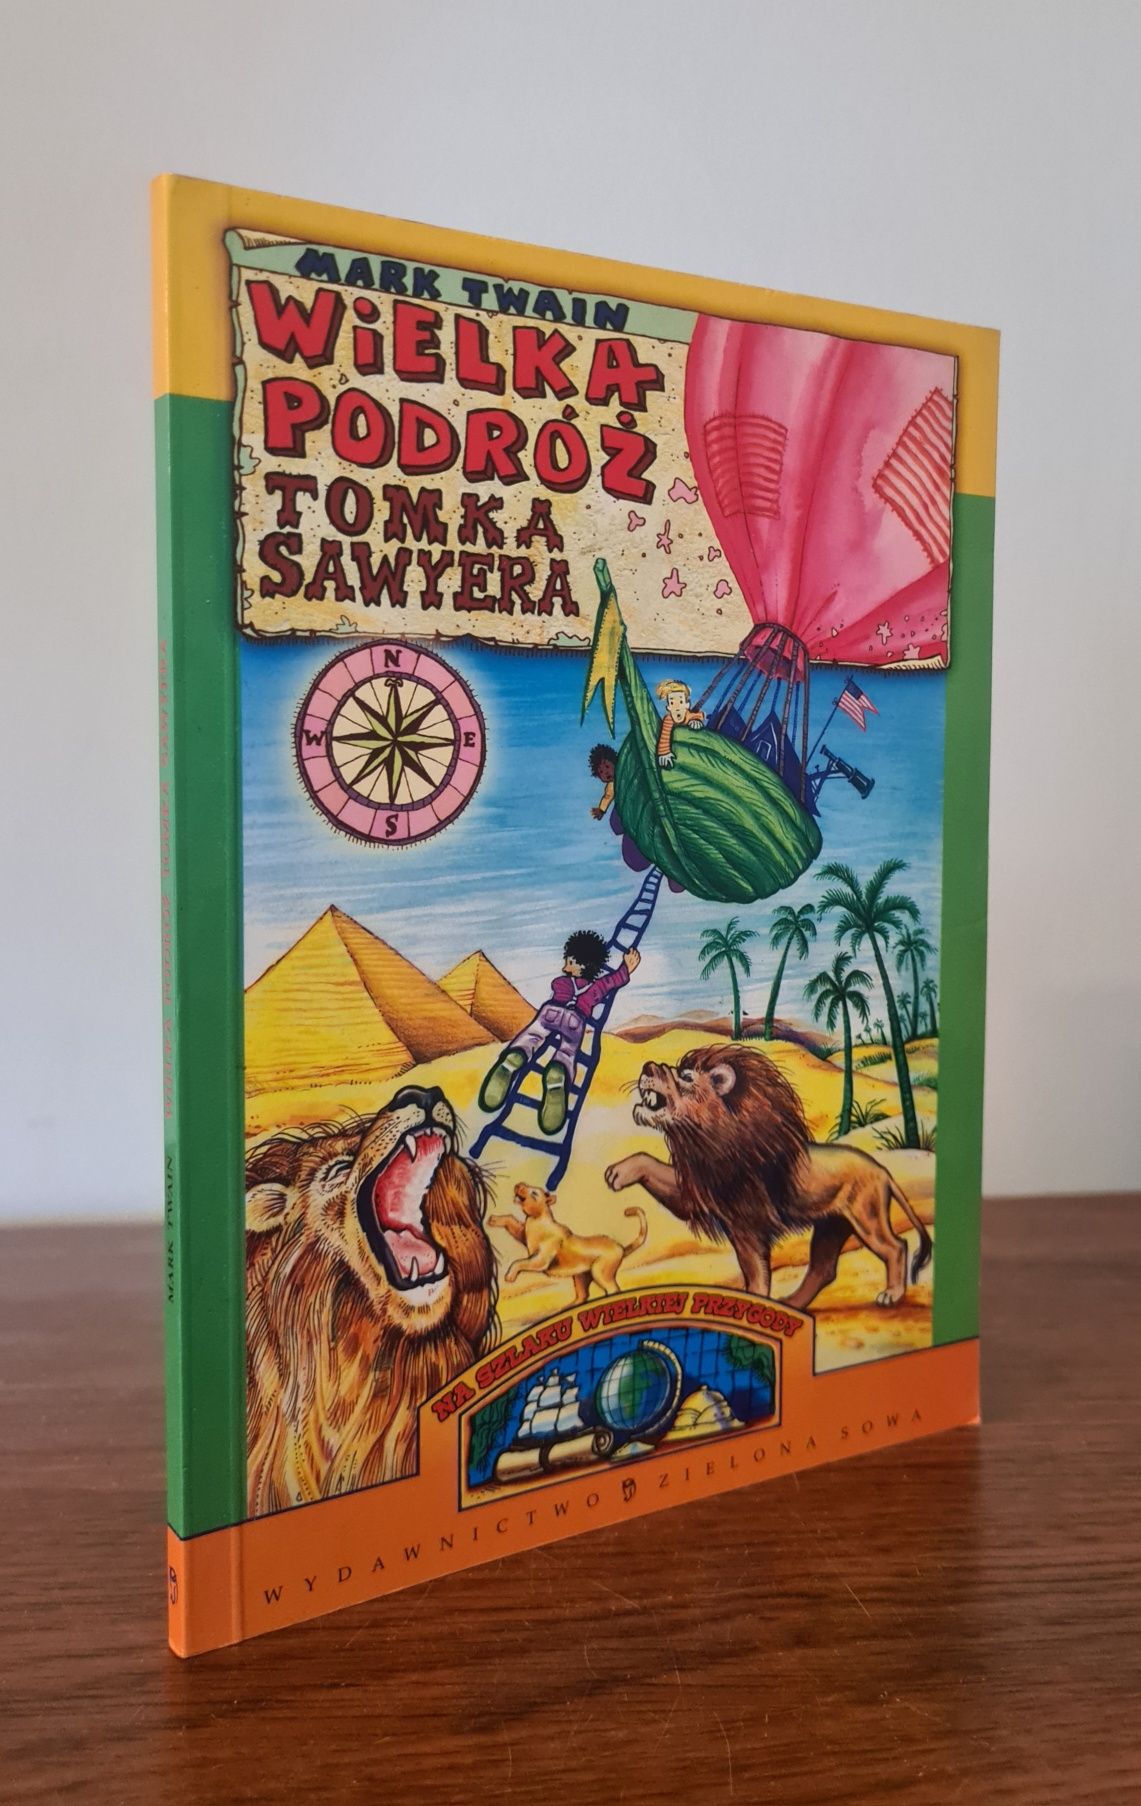 MARK TWAIN
WiELKA
PODRÓŻ
TOMKA
SAWYERA
N
W E
S
NA SZLAKU WIELKIEJ PRZYGODY
WYDAWNICTWO ZIELONA SOWA
MARK TWAIN WIELKA PODRÓŻ TOMKA SAWYERA